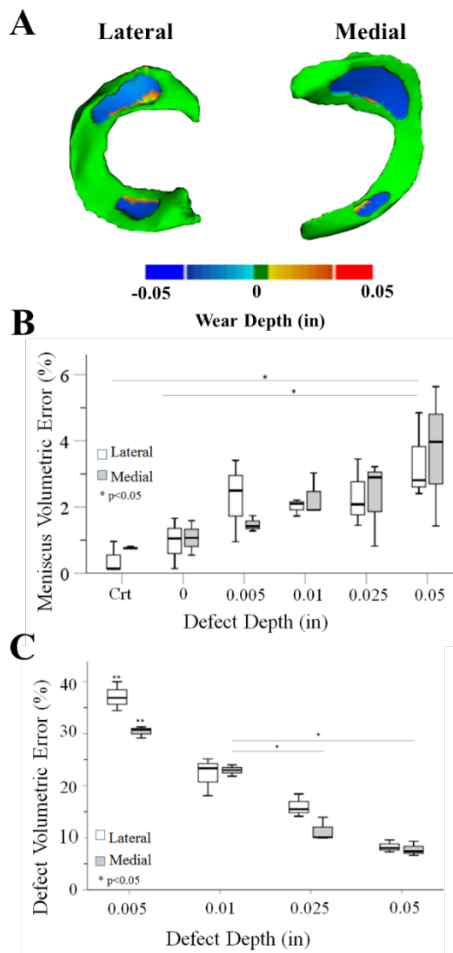 A
Lateral Medial
-0.05 0 0.05
Wear Depth (in)
B
Meniscus Volumetric Error (%)
6
4
2
0
Lateral
Medial
* p<0.05
*
*
Crt 0 0.005 0.01 0.025 0.05
Defect Depth (in)
C
Defect Volumetric Error (%)
40
30
20
10
0
**
**
*
*
Lateral
Medial
* p<0.05
0.005 0.01 0.025 0.05
Defect Depth (in)